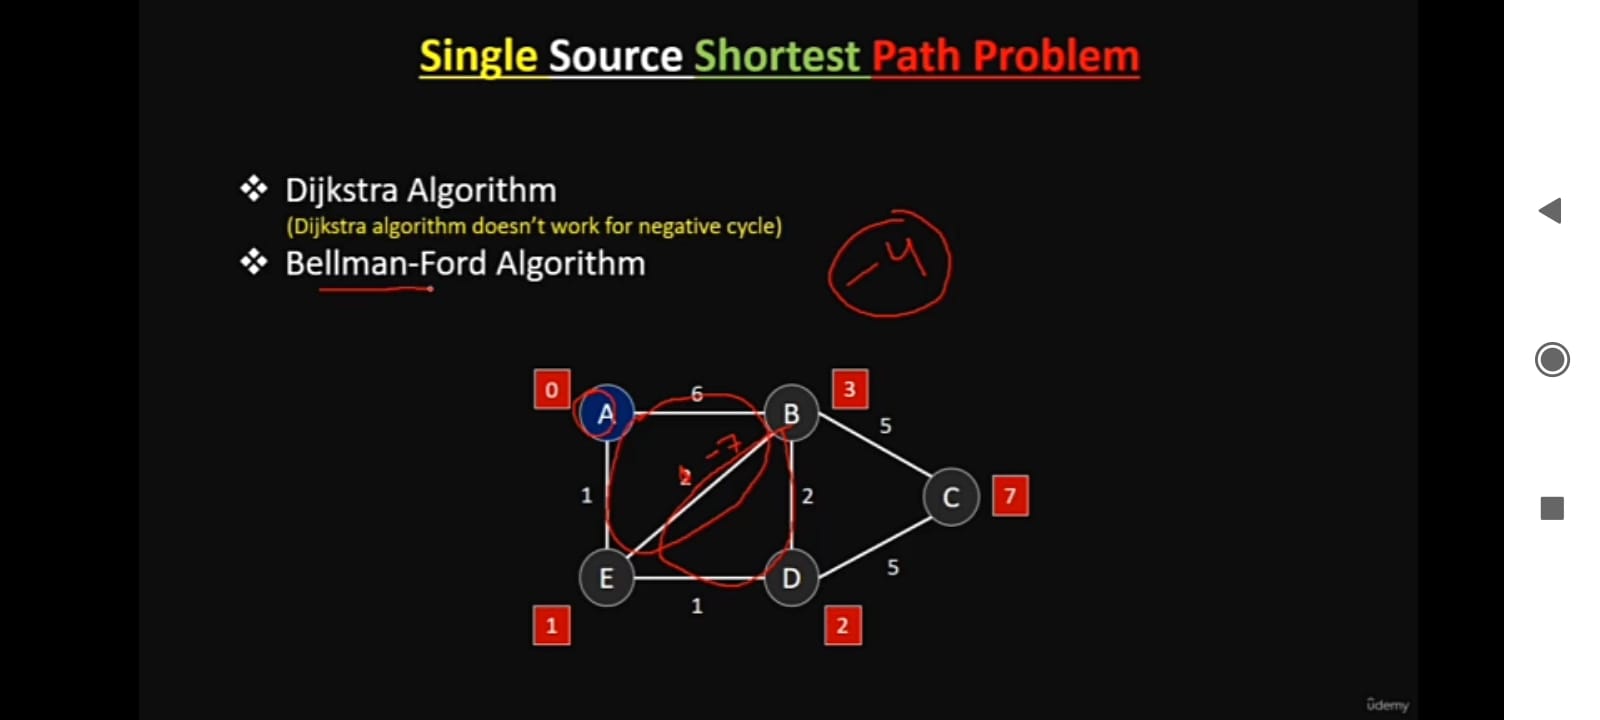 Single Source Shortest Path Problem
❖ Dijkstra Algorithm
(Dijkstra algorithm doesn't work for negative cycle)
❖ Bellman-Ford Algorithm
-4
0
A
6
B
3
5
-7
2
1
2
C
7
E
D
5
1
1
2
ûdemy